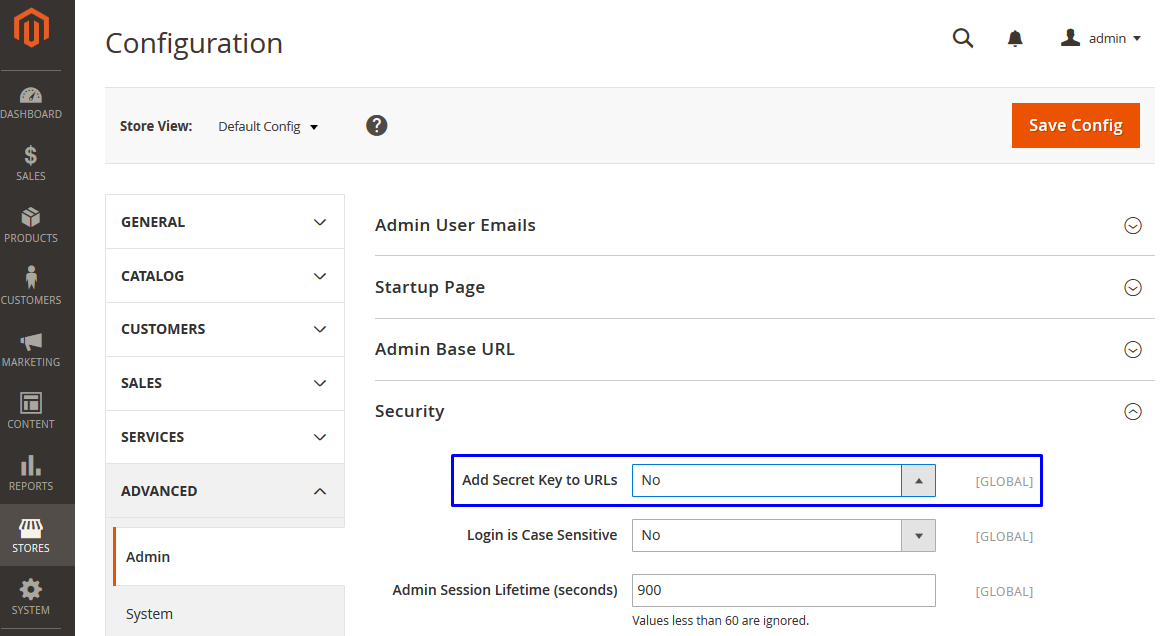 Configuration
admin
DASHBOARD
SALES
PRODUCTS
CUSTOMERS
MARKETING
CONTENT
REPORTS
STORES
SYSTEM
Store View: Default Config ?
Save Config
GENERAL
CATALOG
CUSTOMERS
SALES
SERVICES
ADVANCED
Admin
System
Admin User Emails
Startup Page
Admin Base URL
Security
Add Secret Key to URLs No [GLOBAL]
Login is Case Sensitive No [GLOBAL]
Admin Session Lifetime (seconds) 900 [GLOBAL]
Values less than 60 are ignored.